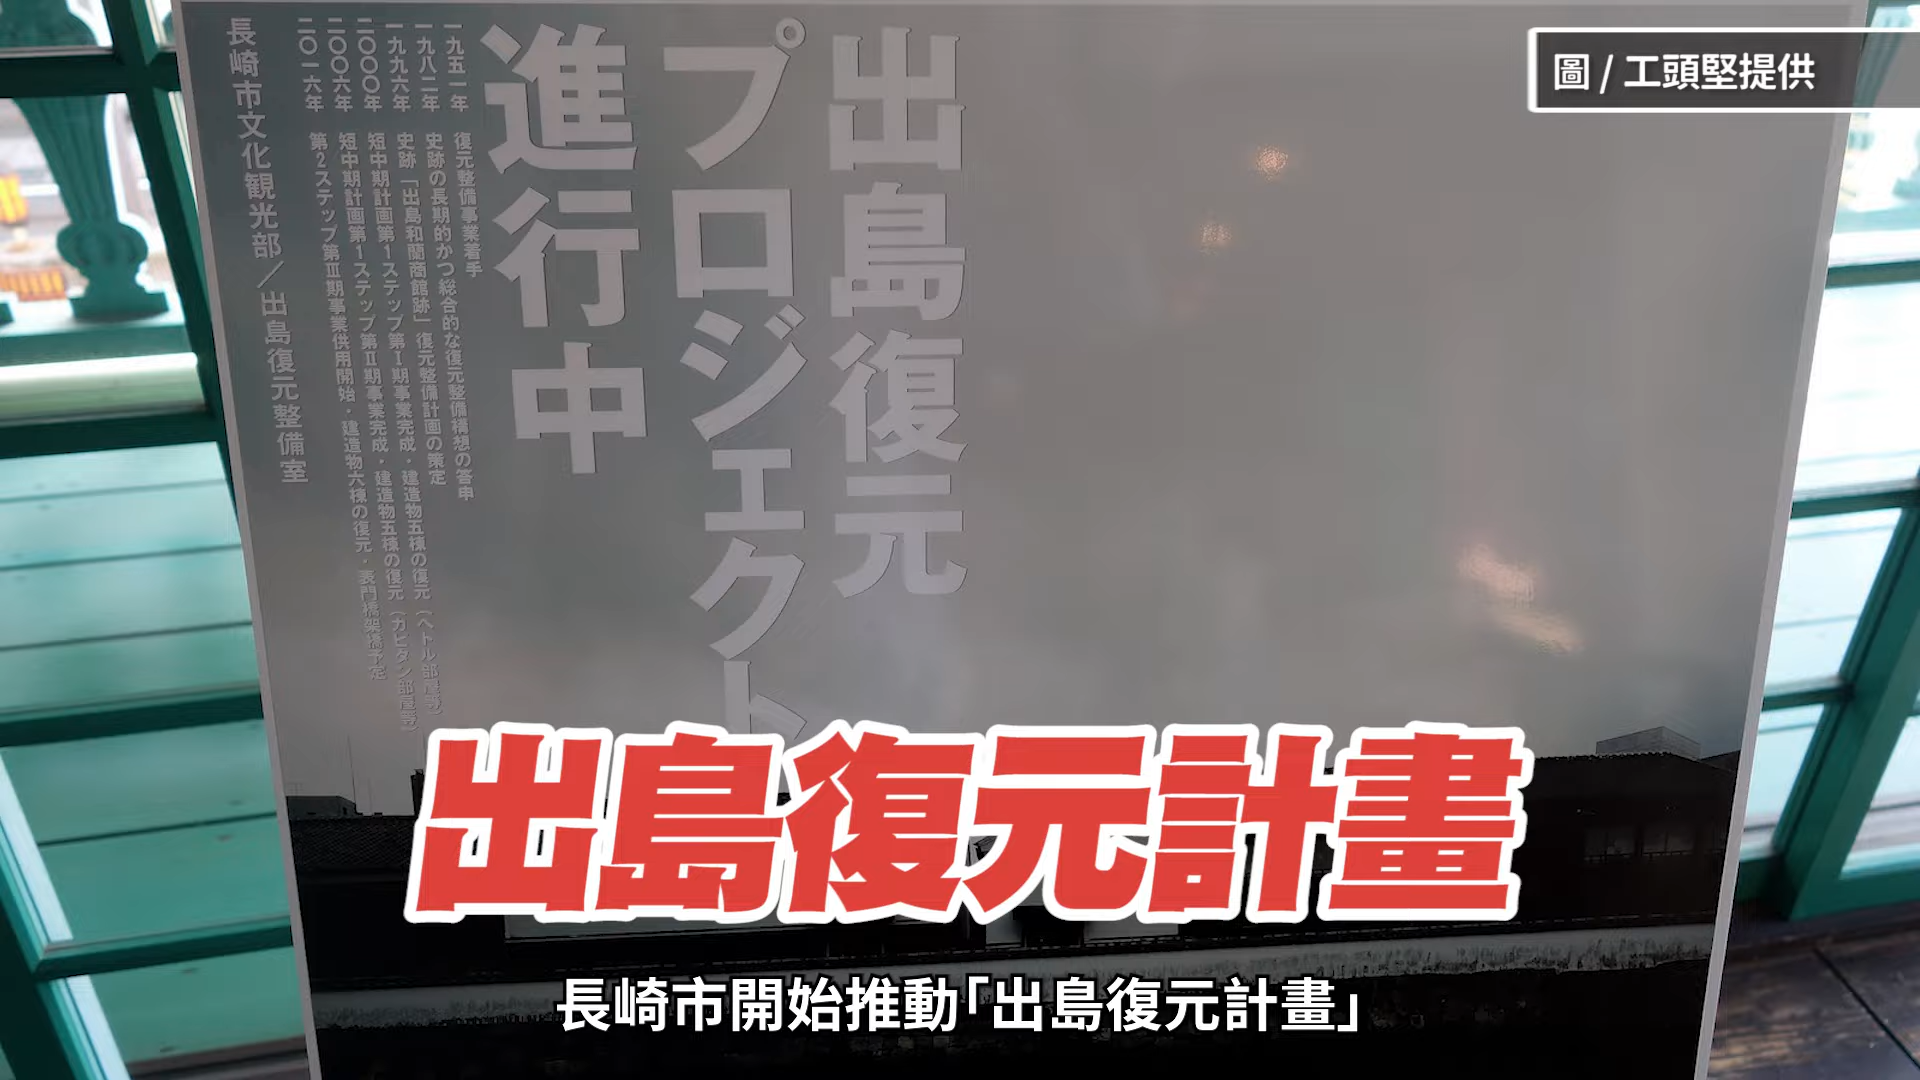 圖 / 工頭堅提供
出島復元
プロジェクト
進行中
一九五一年 復元整備事業着手
一九八二年 史跡の長期的かつ総合的な復元整備構想の答申
一九九六年 史跡「出島和蘭商館跡」復元整備計画の策定
二〇〇〇年 短中期計画第1ステップ第Ⅰ期事業完成・建造物五棟の復元（ヘトル部屋等）
二〇〇六年 短中期計画第1ステップ第Ⅱ期事業完成・建造物五棟の復元（カピタン部屋等）
二〇一六年 第2ステップ第Ⅲ期事業供用開始・建造物六棟の復元・表門橋架橋予定
長崎市文化観光部／出島復元整備室
出島復元計畫
長崎市開始推動「出島復元計畫」